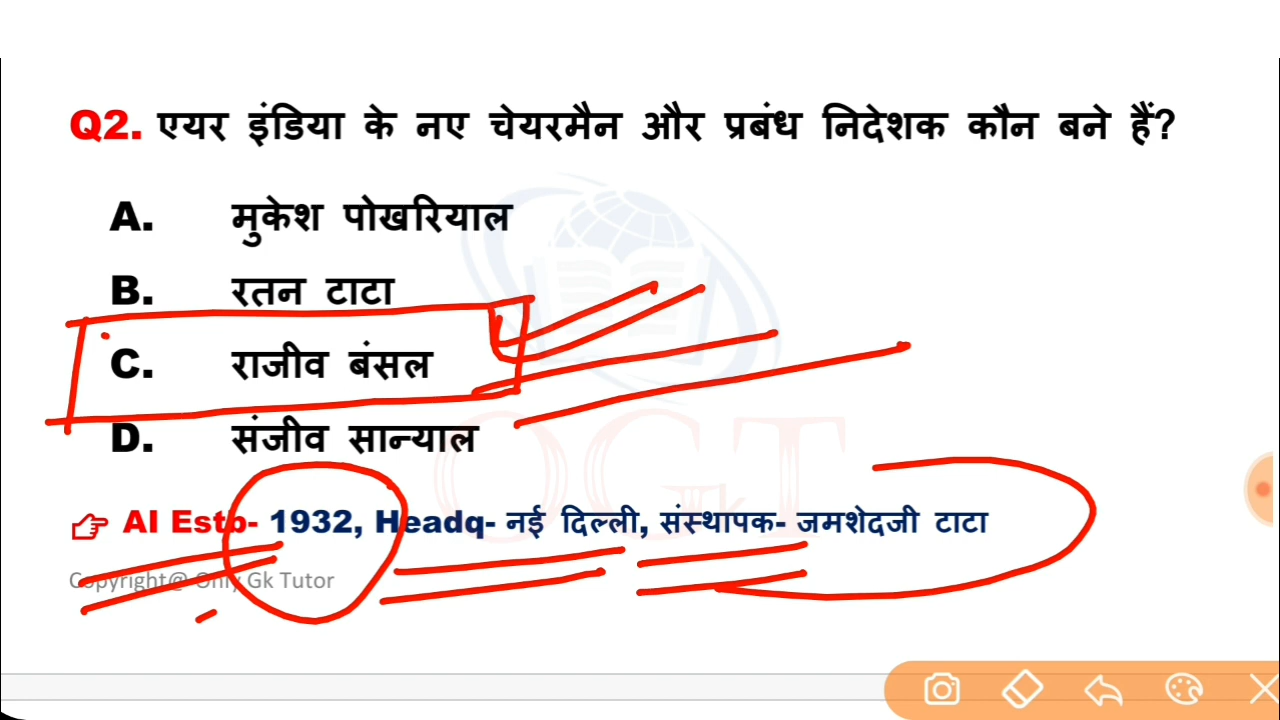 Q2. एयर इंडिया के नए चेयरमैन और प्रबंध निदेशक कौन बने हैं?
A. मुकेश पोखरियाल
B. रतन टाटा
C. राजीव बंसल
D. संजीव सान्याल
OGT
AI Estb- 1932, Headq- नई दिल्ली, संस्थापक- जमशेदजी टाटा
Copyright@ Only Gk Tutor